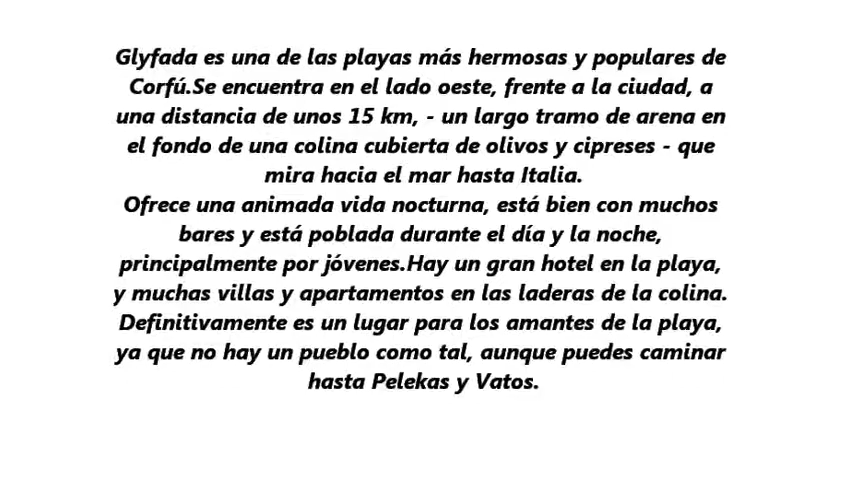 Glyfada es una de las playas más hermosas y populares de
Corfú.Se encuentra en el lado oeste, frente a la ciudad, a
una distancia de unos 15 km, - un largo tramo de arena en
el fondo de una colina cubierta de olivos y cipreses - que
mira hacia el mar hasta Italia.
Ofrece una animada vida nocturna, está bien con muchos
bares y está poblada durante el día y la noche,
principalmente por jóvenes.Hay un gran hotel en la playa,
y muchas villas y apartamentos en las laderas de la colina.
Definitivamente es un lugar para los amantes de la playa,
ya que no hay un pueblo como tal, aunque puedes caminar
hasta Pelekas y Vatos.